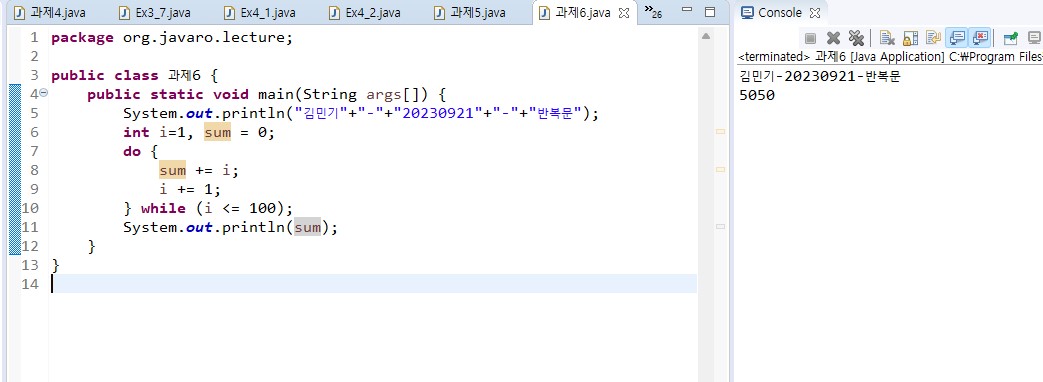 과제4.java Ex3_7.java Ex4_1.java Ex4_2.java 과제5.java 과제6.java »26
1 package org.javaro.lecture;
2
3 public class 과제6 {
4 public static void main(String args[]) {
5 System.out.println("김민기"+"-"+"20230921"+"-"+"반복문");
6 int i=1, sum = 0;
7 do {
8 sum += i;
9 i += 1;
10 } while (i <= 100);
11 System.out.println(sum);
12 }
13 }
14
Console
<terminated> 과제6 [Java Application] C:₩Program Files
김민기-20230921-반복문
5050